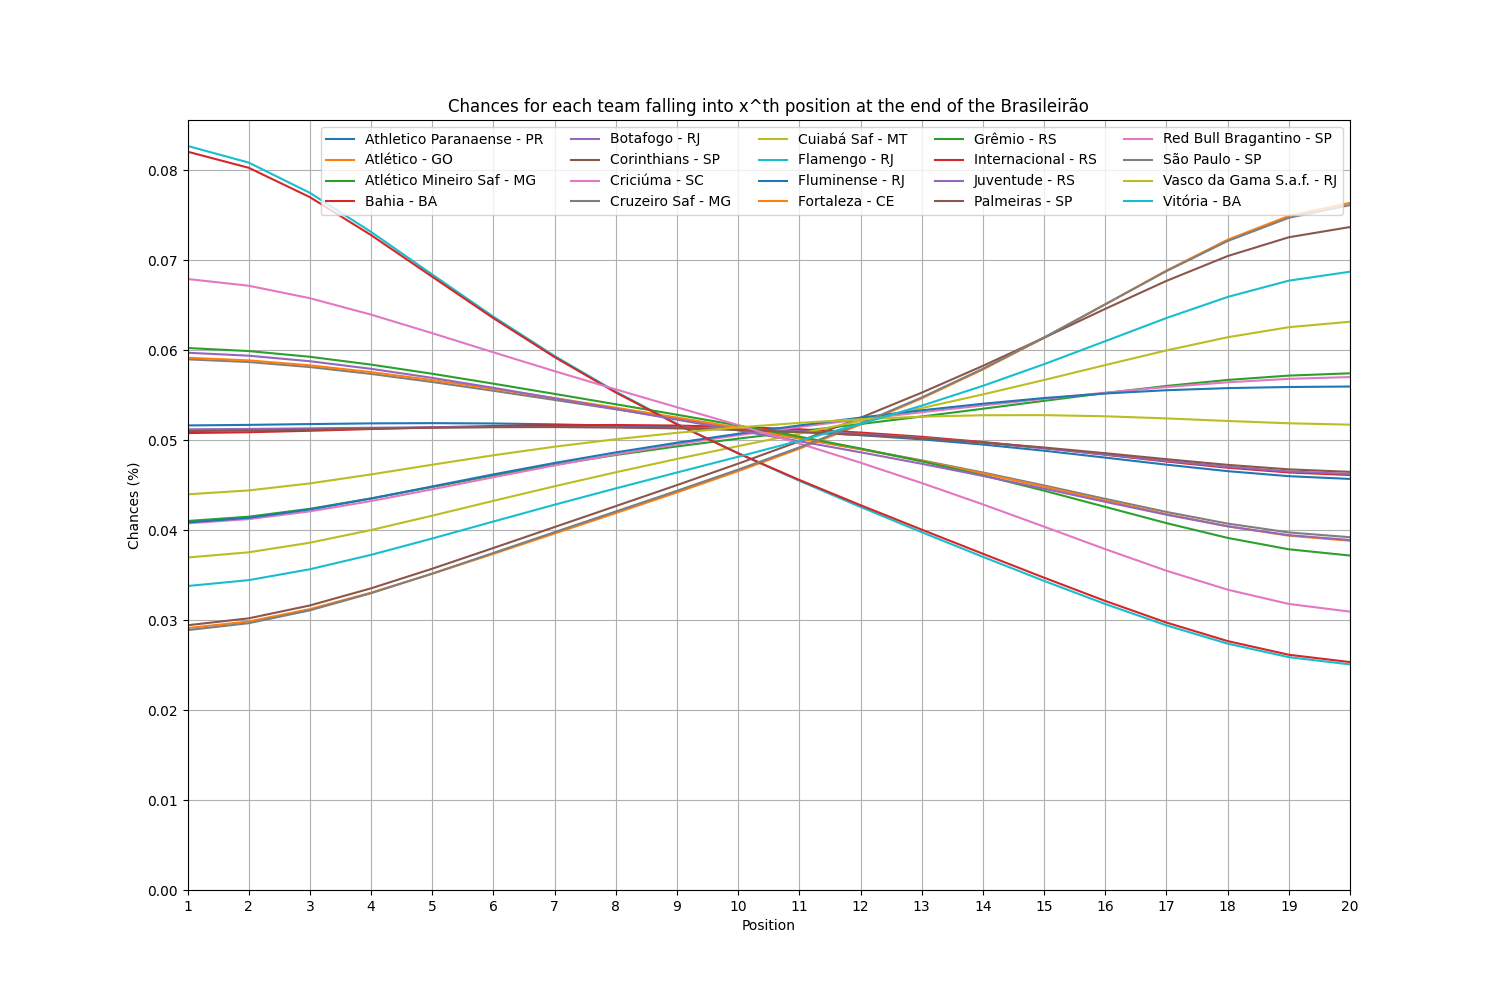 Chances for each team falling into x^th position at the end of the Brasileirão
Athletico Paranaense - PR
Atlético - GO
Atlético Mineiro Saf - MG
Bahia - BA
Botafogo - RJ
Corinthians - SP
Criciúma - SC
Cruzeiro Saf - MG
Cuiabá Saf - MT
Flamengo - RJ
Fluminense - RJ
Fortaleza - CE
Grêmio - RS
Internacional - RS
Juventude - RS
Palmeiras - SP
Red Bull Bragantino - SP
São Paulo - SP
Vasco da Gama S.a.f. - RJ
Vitória - BA
Chances (%)
0.08
0.07
0.06
0.05
0.04
0.03
0.02
0.01
0.00
1 2 3 4 5 6 7 8 9 10 11 12 13 14 15 16 17 18 19 20
Position